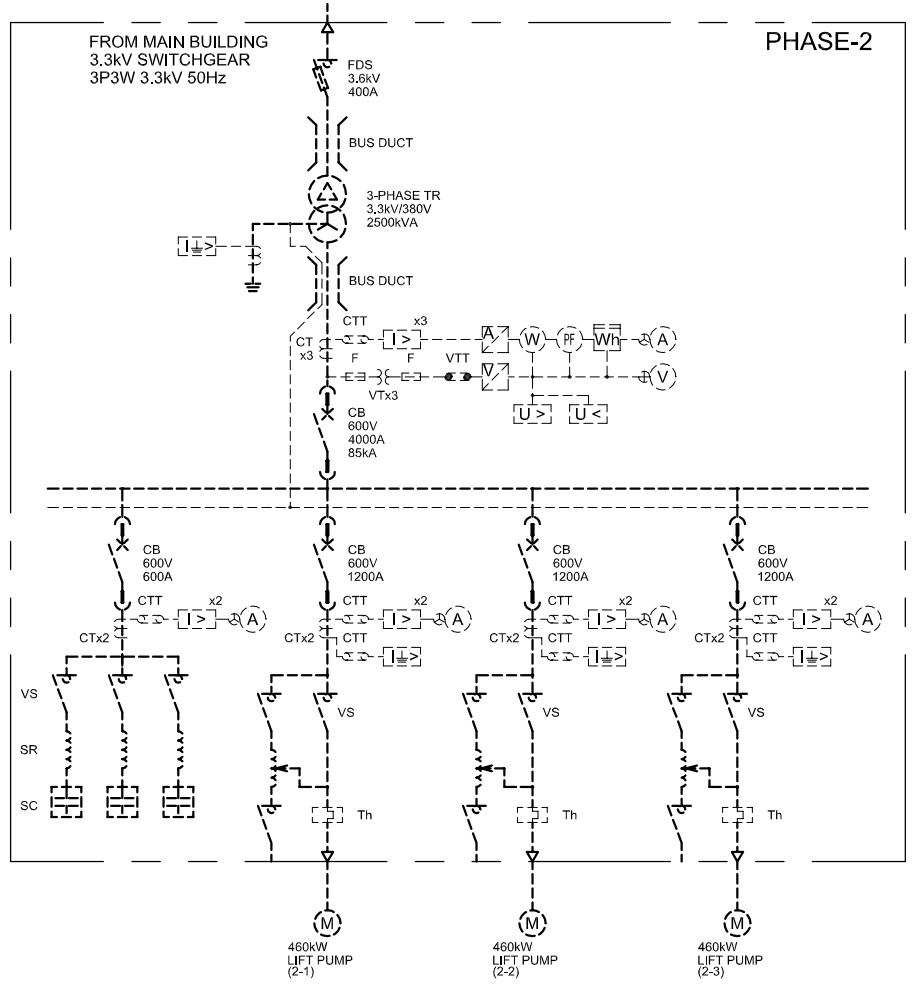 FROM MAIN BUILDING
3.3kV SWITCHGEAR
3P3W 3.3kV 50Hz
PHASE-2
FDS
3.6kV
400A
BUS DUCT
3-PHASE TR
3.3kV/380V
2500kVA
I >
BUS DUCT
CTT
x3
CT
x3
I >
A
W
PF
Wh
A
F
F
VTT
VTx3
V
V
U >
U <
CB
600V
4000A
85kA
CB
600V
600A
CB
600V
1200A
CB
600V
1200A
CB
600V
1200A
CTT
x2
I >
A
CTx2
CTT
x2
I >
A
CTx2
CTT
I >
CTT
x2
I >
A
CTx2
CTT
I >
CTT
x2
I >
A
CTx2
CTT
I >
VS
VS
VS
VS
SR
SC
Th
Th
Th
M
M
M
460kW
LIFT PUMP
(2-1)
460kW
LIFT PUMP
(2-2)
460kW
LIFT PUMP
(2-3)